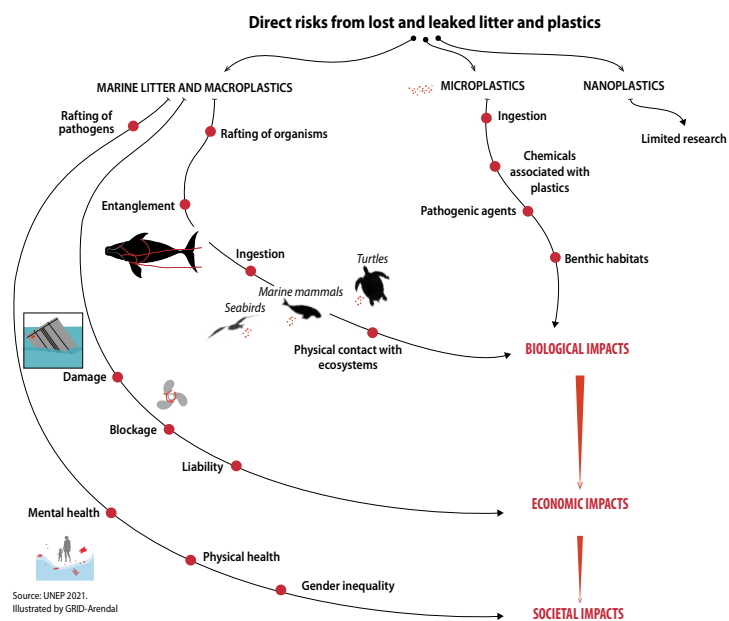 Direct risks from lost and leaked litter and plastics
MARINE LITTER AND MACROPLASTICS
MICROPLASTICS
NANOPLASTICS
Rafting of
pathogens
Rafting of organisms
Ingestion
Limited research
Chemicals
associated with
plastics
Entanglement
Pathogenic agents
Ingestion
Benthic habitats
Turtles
Marine mammals
Seabirds
Physical contact with
ecosystems
BIOLOGICAL IMPACTS
Damage
Blockage
Liability
ECONOMIC IMPACTS
Mental health
Physical health
Gender inequality
Source: UNEP 2021.
Illustrated by GRID-Arendal
SOCIETAL IMPACTS